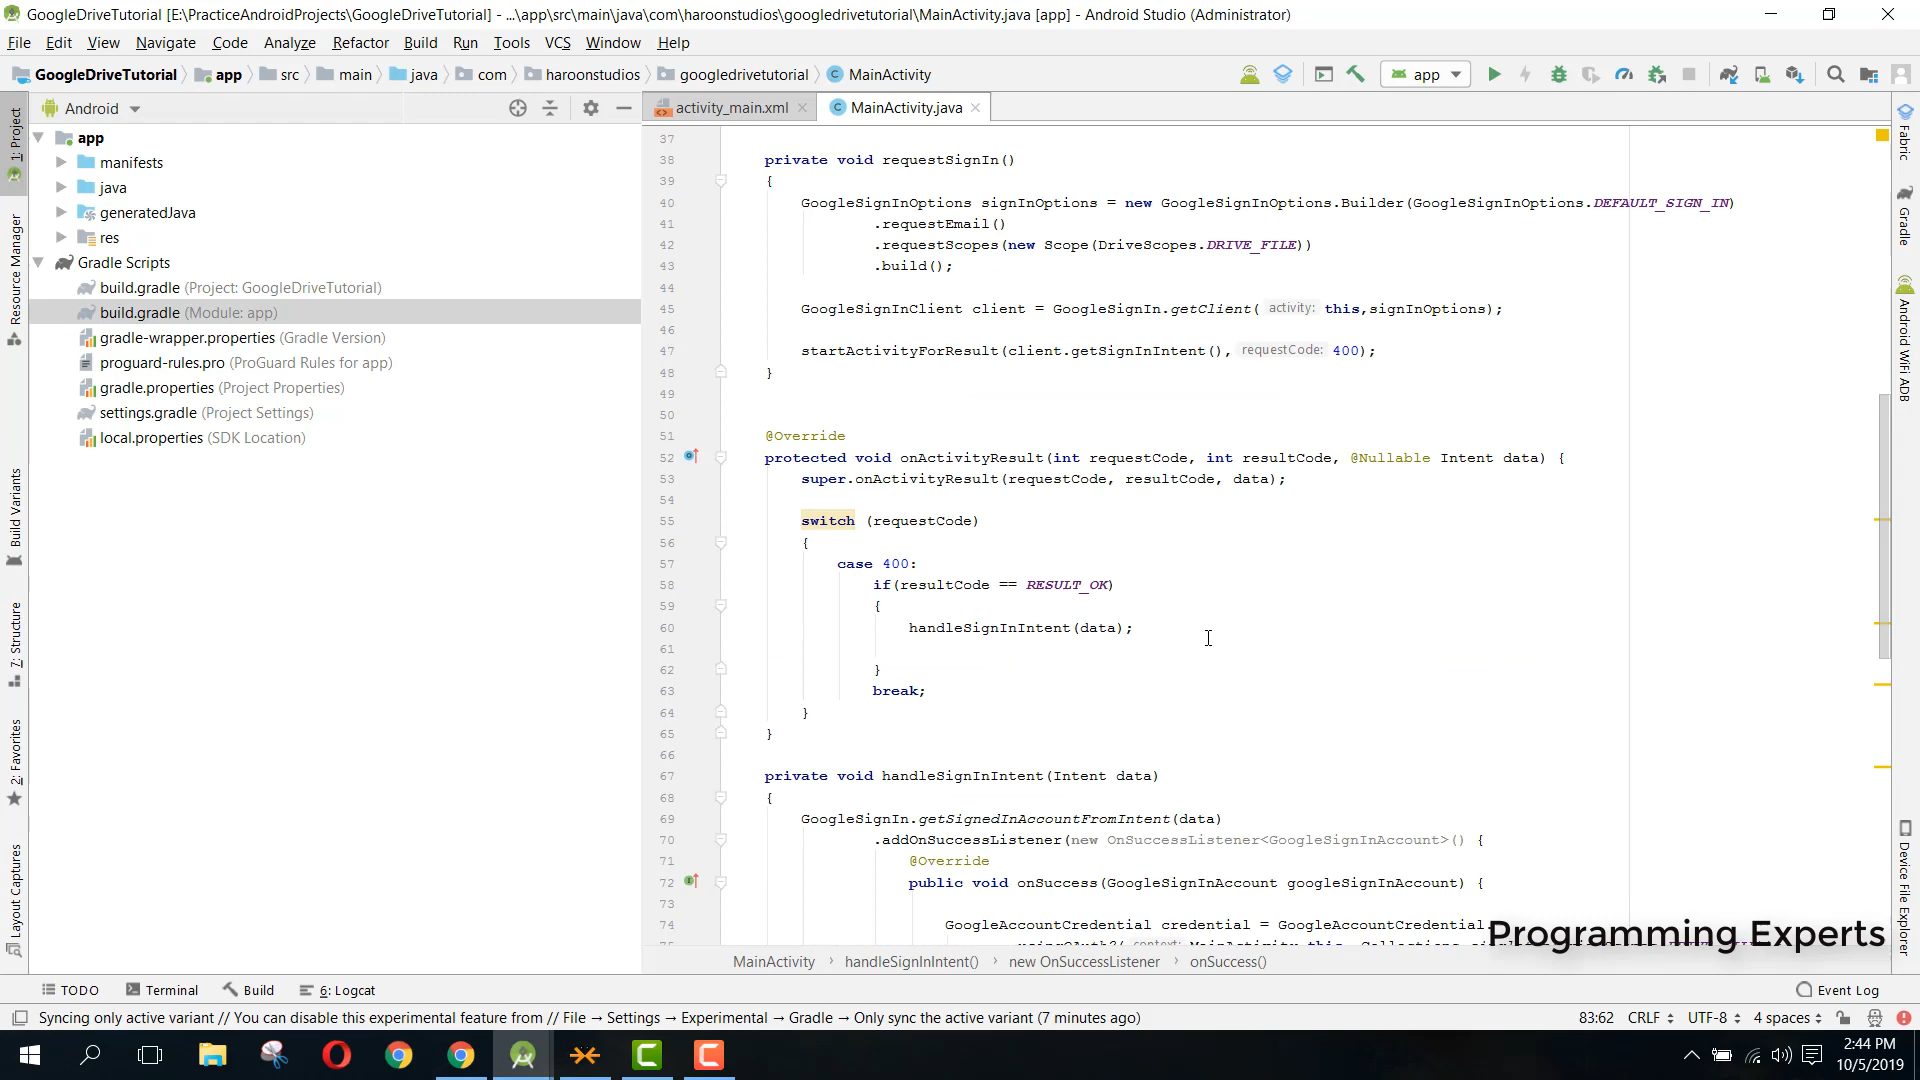 GoogleDriveTutorial [E:\PracticeAndroidProjects\GoogleDriveTutorial] - ...\app\src\main\java\com\haroonstudios\googledrivetutorial\MainActivity.java [app] - Android Studio (Administrator)
File Edit View Navigate Code Analyze Refactor Build Run Tools VCS Window Help
GoogleDriveTutorial app src main java com haroonstudios googledrivetutorial MainActivity
app
Android
activity_main.xml
MainActivity.java
1: Project
Resource Manager
Build Variants
7: Structure
2: Favorites
Layout Captures
app
manifests
java
generatedJava
res
Gradle Scripts
build.gradle (Project: GoogleDriveTutorial)
build.gradle (Module: app)
gradle-wrapper.properties (Gradle Version)
proguard-rules.pro (ProGuard Rules for app)
gradle.properties (Project Properties)
settings.gradle (Project Settings)
local.properties (SDK Location)
37
38 private void requestSignIn()
39 {
40 GoogleSignInOptions signInOptions = new GoogleSignInOptions.Builder(GoogleSignInOptions.DEFAULT_SIGN_IN)
41 .requestEmail()
42 .requestScopes(new Scope(DriveScopes.DRIVE_FILE))
43 .build();
44
45 GoogleSignInClient client = GoogleSignIn.getClient( activity: this,signInOptions);
46
47 startActivityForResult(client.getSignInIntent(), requestCode: 400);
48 }
49
50
51 @Override
52 protected void onActivityResult(int requestCode, int resultCode, @Nullable Intent data) {
53 super.onActivityResult(requestCode, resultCode, data);
54
55 switch (requestCode)
56 {
57 case 400:
58 if(resultCode == RESULT_OK)
59 {
60 handleSignInIntent(data);
61
62 }
63 break;
64 }
65 }
66
67 private void handleSignInIntent(Intent data)
68 {
69 GoogleSignIn.getSignedInAccountFromIntent(data)
70 .addOnSuccessListener(new OnSuccessListener<GoogleSignInAccount>() {
71 @Override
72 public void onSuccess(GoogleSignInAccount googleSignInAccount) {
73
74 GoogleAccountCredential credential = GoogleAccountCredential.
Programming Experts
MainActivity handleSignInIntent() new OnSuccessListener onSuccess()
Fabric
Gradle
Android WiFi ADB
Device File Explorer
TODO Terminal Build 6: Logcat Event Log
Syncing only active variant // You can disable this experimental feature from // File → Settings → Experimental → Gradle → Only sync the active variant (7 minutes ago)
83:62 CRLF UTF-8 4 spaces
2:44 PM
10/5/2019